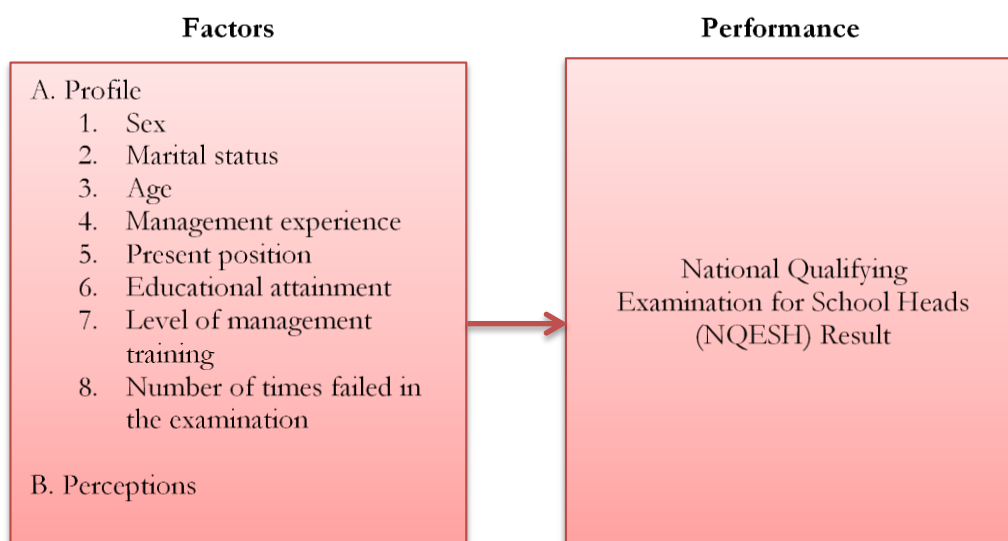 Factors
A. Profile
1. Sex
2. Marital status
3. Age
4. Management experience
5. Present position
6. Educational attainment
7. Level of management
training
8. Number of times failed in
the examination
B. Perceptions
Performance
National Qualifying
Examination for School Heads
(NQESH) Result